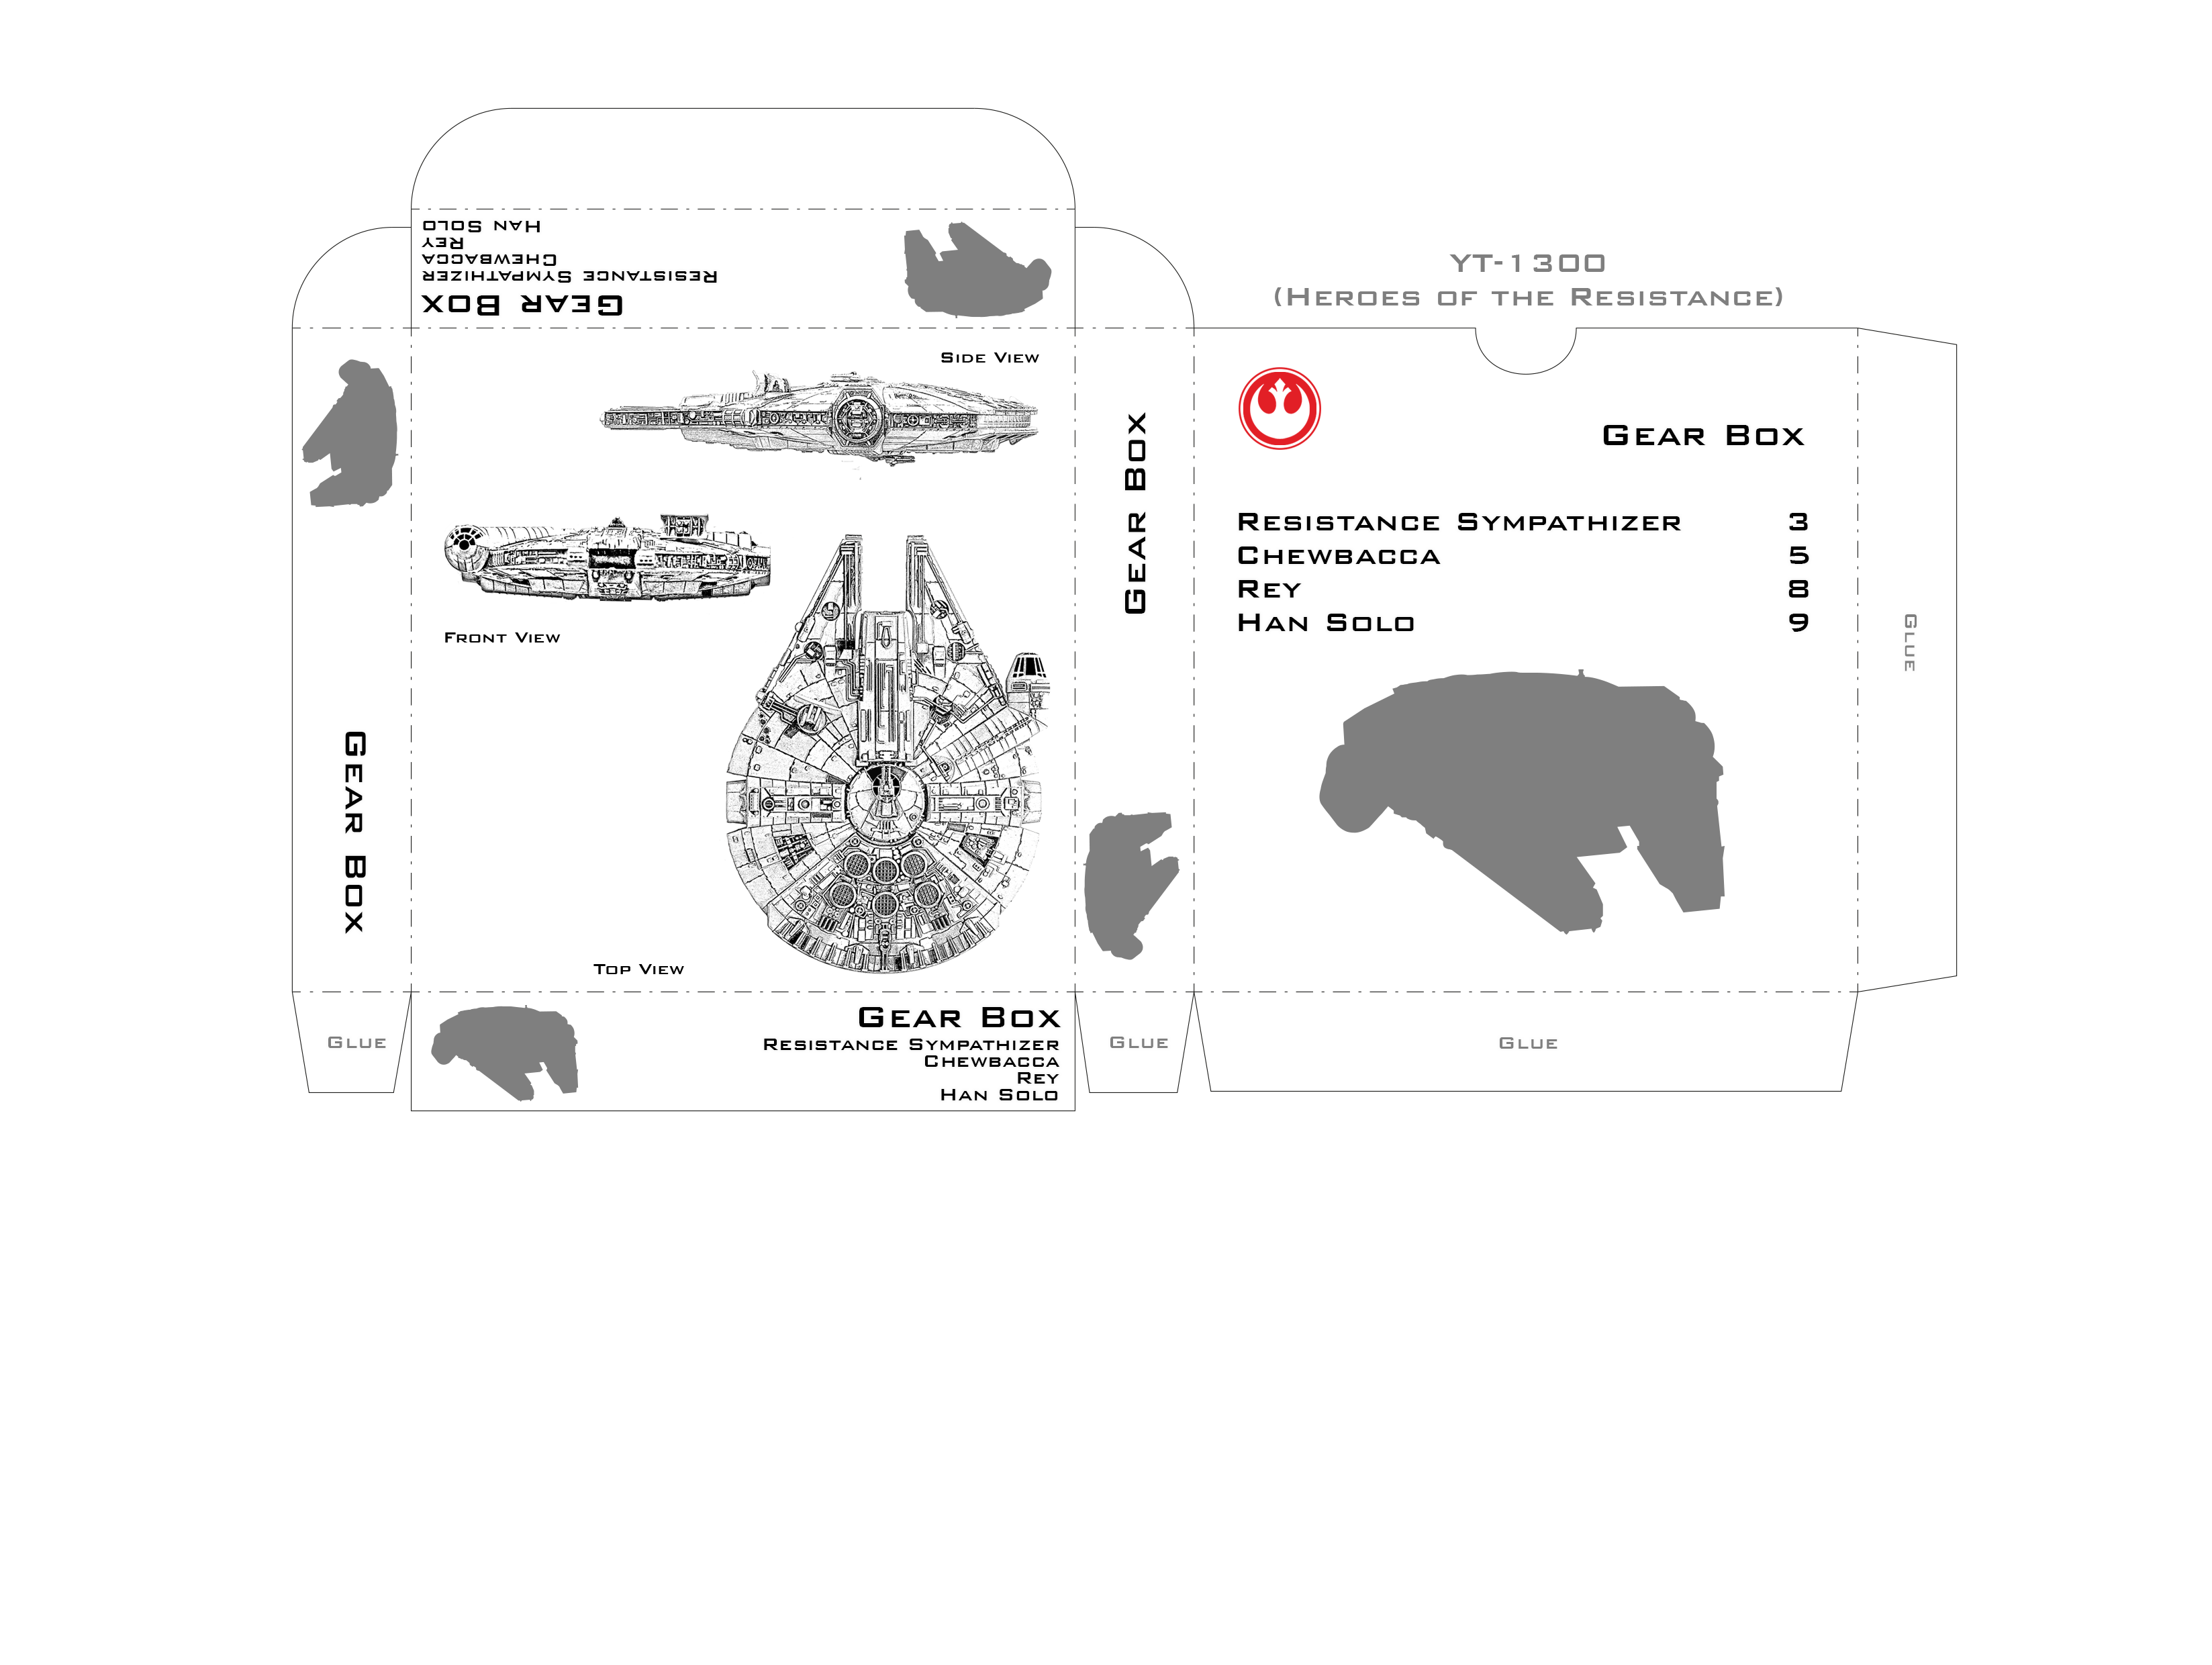 Han Solo
Rey
Chewbacca
Resistance Sympathizer
Gear Box
YT-1300
(Heroes of the Resistance)
Side View
Gear Box
Gear Box
Resistance Sympathizer 3
Chewbacca 5
Rey 8
Han Solo 9
Glue
Front View
Gear Box
Top View
Gear Box
Resistance Sympathizer
Chewbacca
Rey
Han Solo
Glue
Glue
Glue